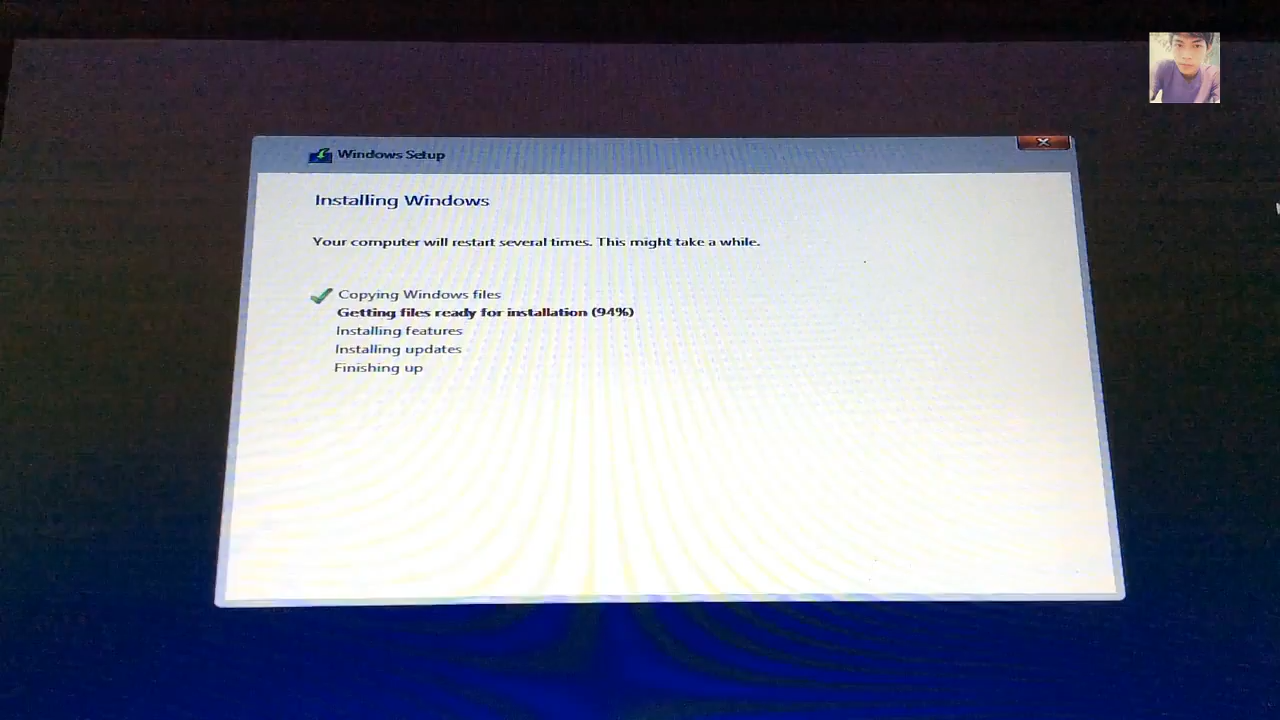 Windows Setup
Installing Windows
Your computer will restart several times. This might take a while.
Copying Windows files
Getting files ready for installation (94%)
Installing features
Installing updates
Finishing up